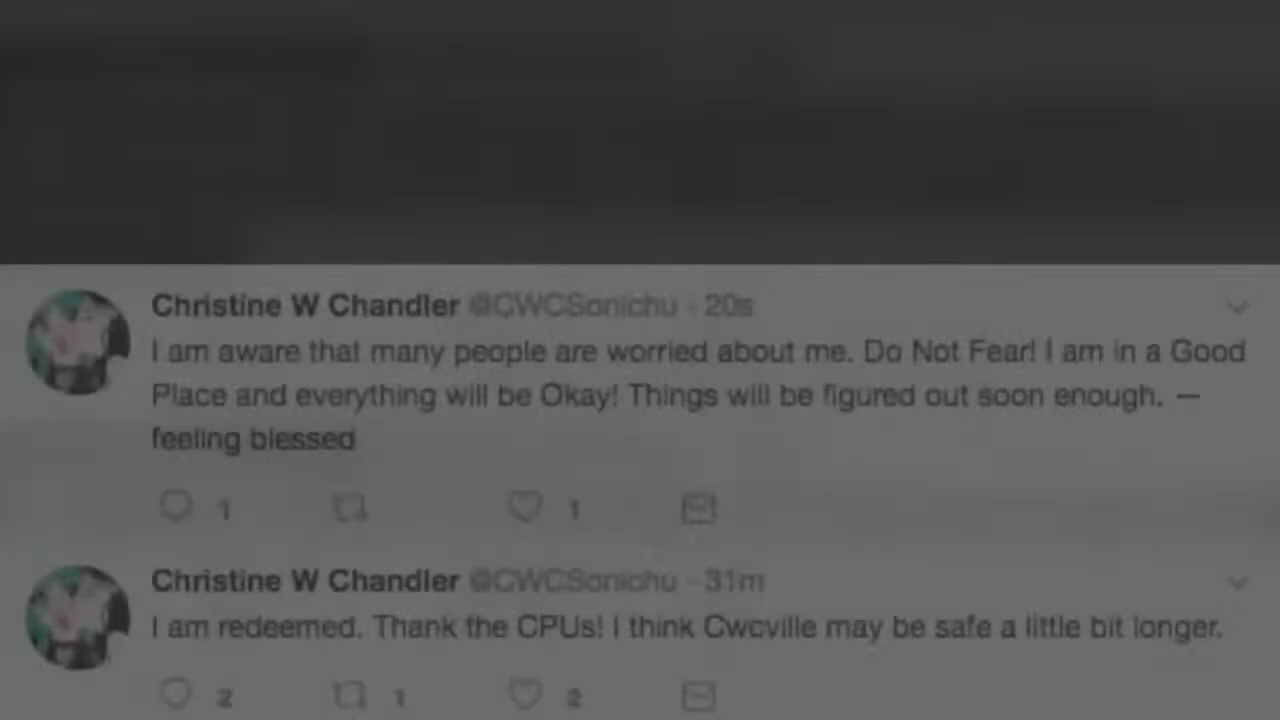 Christine W Chandler @CWCSonichu · 20s
I am aware that many people are worried about me. Do Not Fear! I am in a Good
Place and everything will be Okay! Things will be figured out soon enough. —
feeling blessed
1 1
Christine W Chandler @CWCSonichu · 31m
I am redeemed. Thank the CPUs! I think Cwcville may be safe a little bit longer.
2 1 2